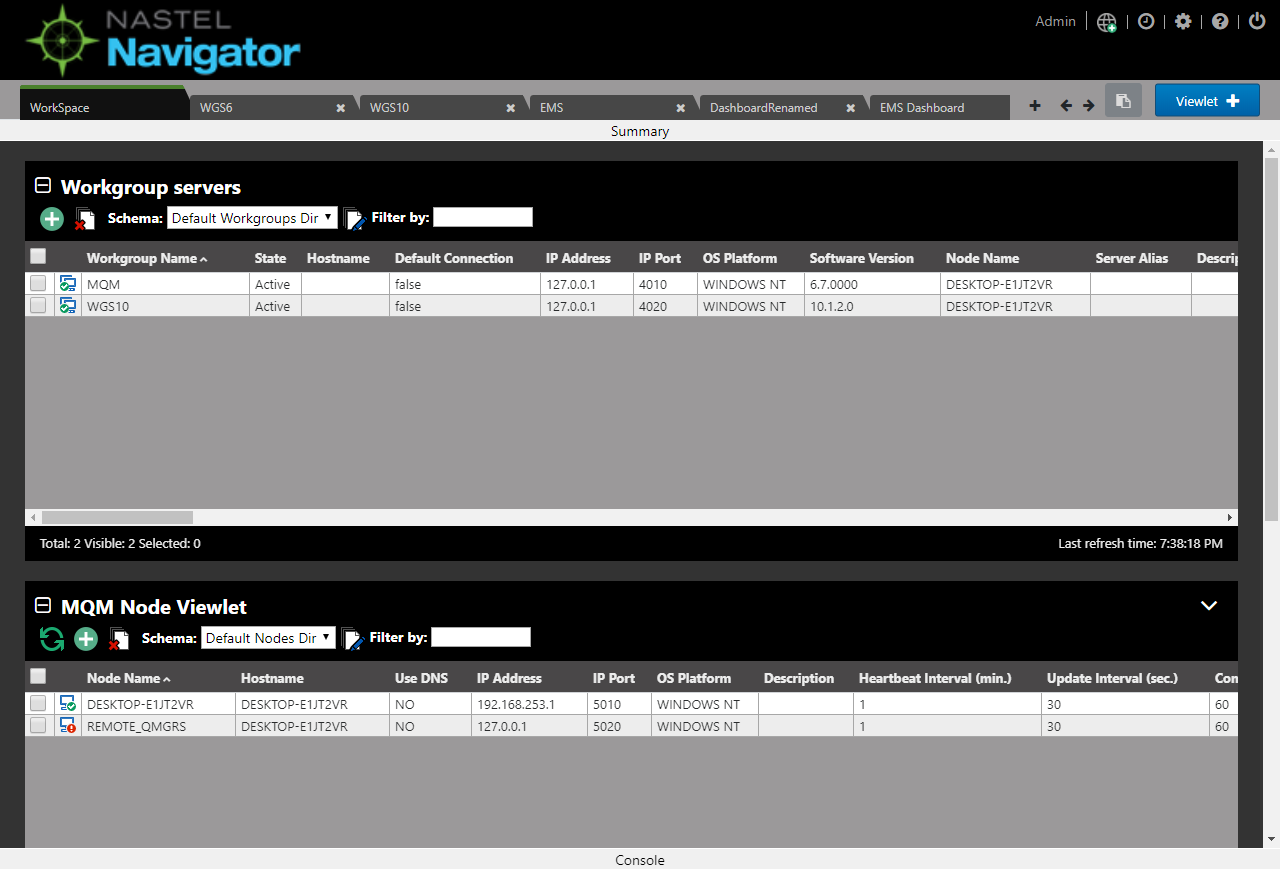 NASTEL
Navigator
Admin
WorkSpace WGS6 WGS10 EMS DashboardRenamed EMS Dashboard Viewlet
Summary
Workgroup servers
Schema: Default Workgroups Dir Filter by:
Workgroup Name State Hostname Default Connection IP Address IP Port OS Platform Software Version Node Name Server Alias Descrip
MQM Active false 127.0.0.1 4010 WINDOWS NT 6.7.0000 DESKTOP-E1JT2VR
WGS10 Active false 127.0.0.1 4020 WINDOWS NT 10.1.2.0 DESKTOP-E1JT2VR
Total: 2 Visible: 2 Selected: 0 Last refresh time: 7:38:18 PM
MQM Node Viewlet
Schema: Default Nodes Dir Filter by:
Node Name Hostname Use DNS IP Address IP Port OS Platform Description Heartbeat Interval (min.) Update Interval (sec.) Con
DESKTOP-E1JT2VR DESKTOP-E1JT2VR NO 192.168.253.1 5010 WINDOWS NT 1 30 60
REMOTE_QMGRS DESKTOP-E1JT2VR NO 127.0.0.1 5020 WINDOWS NT 1 30 60
Console